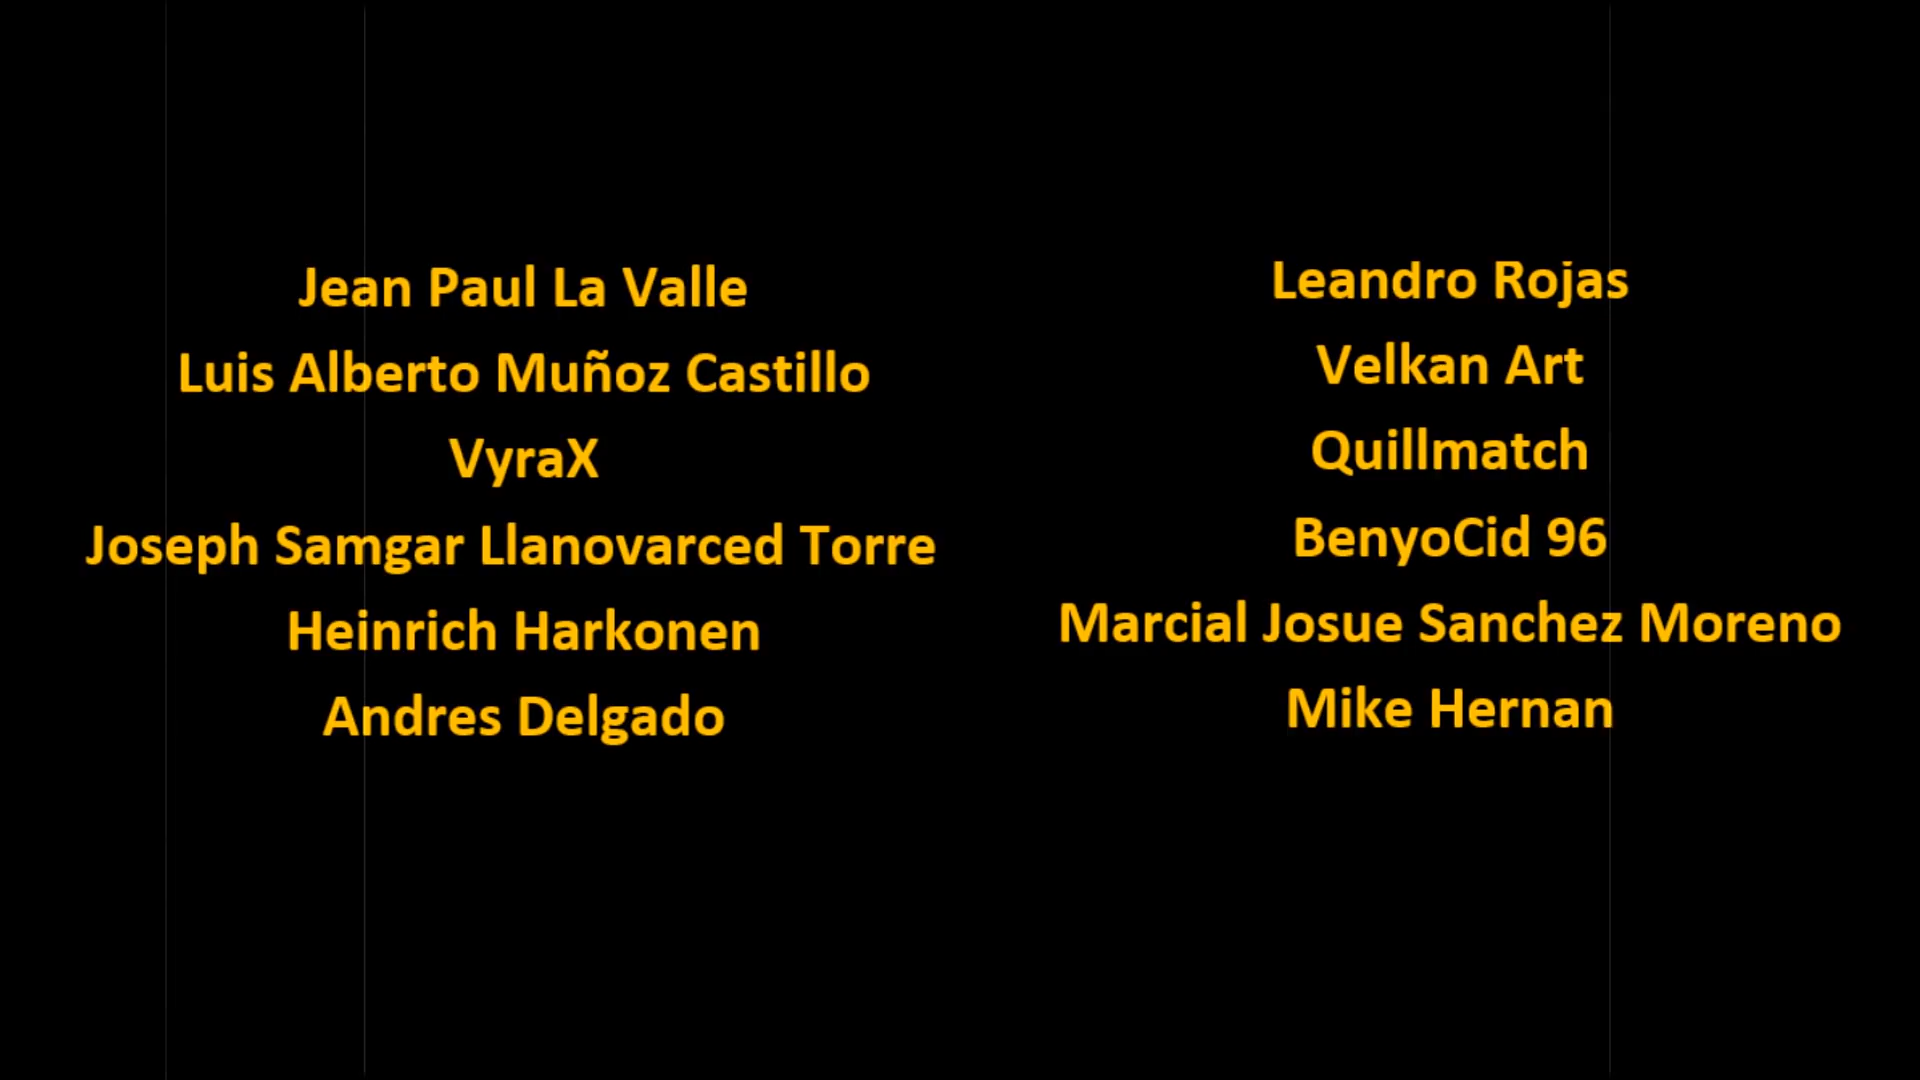 Jean Paul La Valle
Luis Alberto Muñoz Castillo
VyraX
Joseph Samgar Llanovarced Torre
Heinrich Harkonen
Andres Delgado
Leandro Rojas
Velkan Art
Quillmatch
BenyoCid 96
Marcial Josue Sanchez Moreno
Mike Hernan